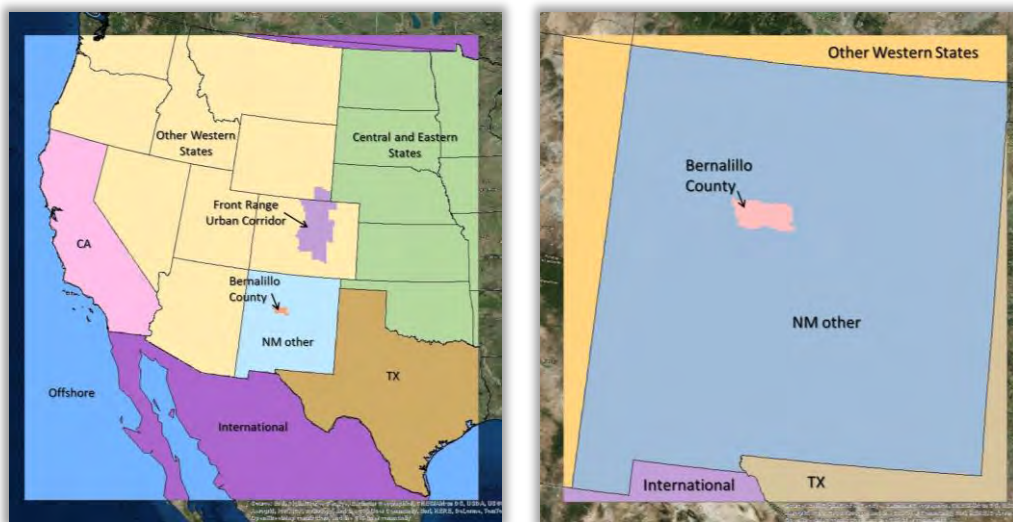 Other Western
States
Central and Eastern
States
Front Range
Urban Corridor
CA
Bernalillo
County
NM other
TX
Offshore
International
Other Western States
Bernalillo
County
NM other
International
TX